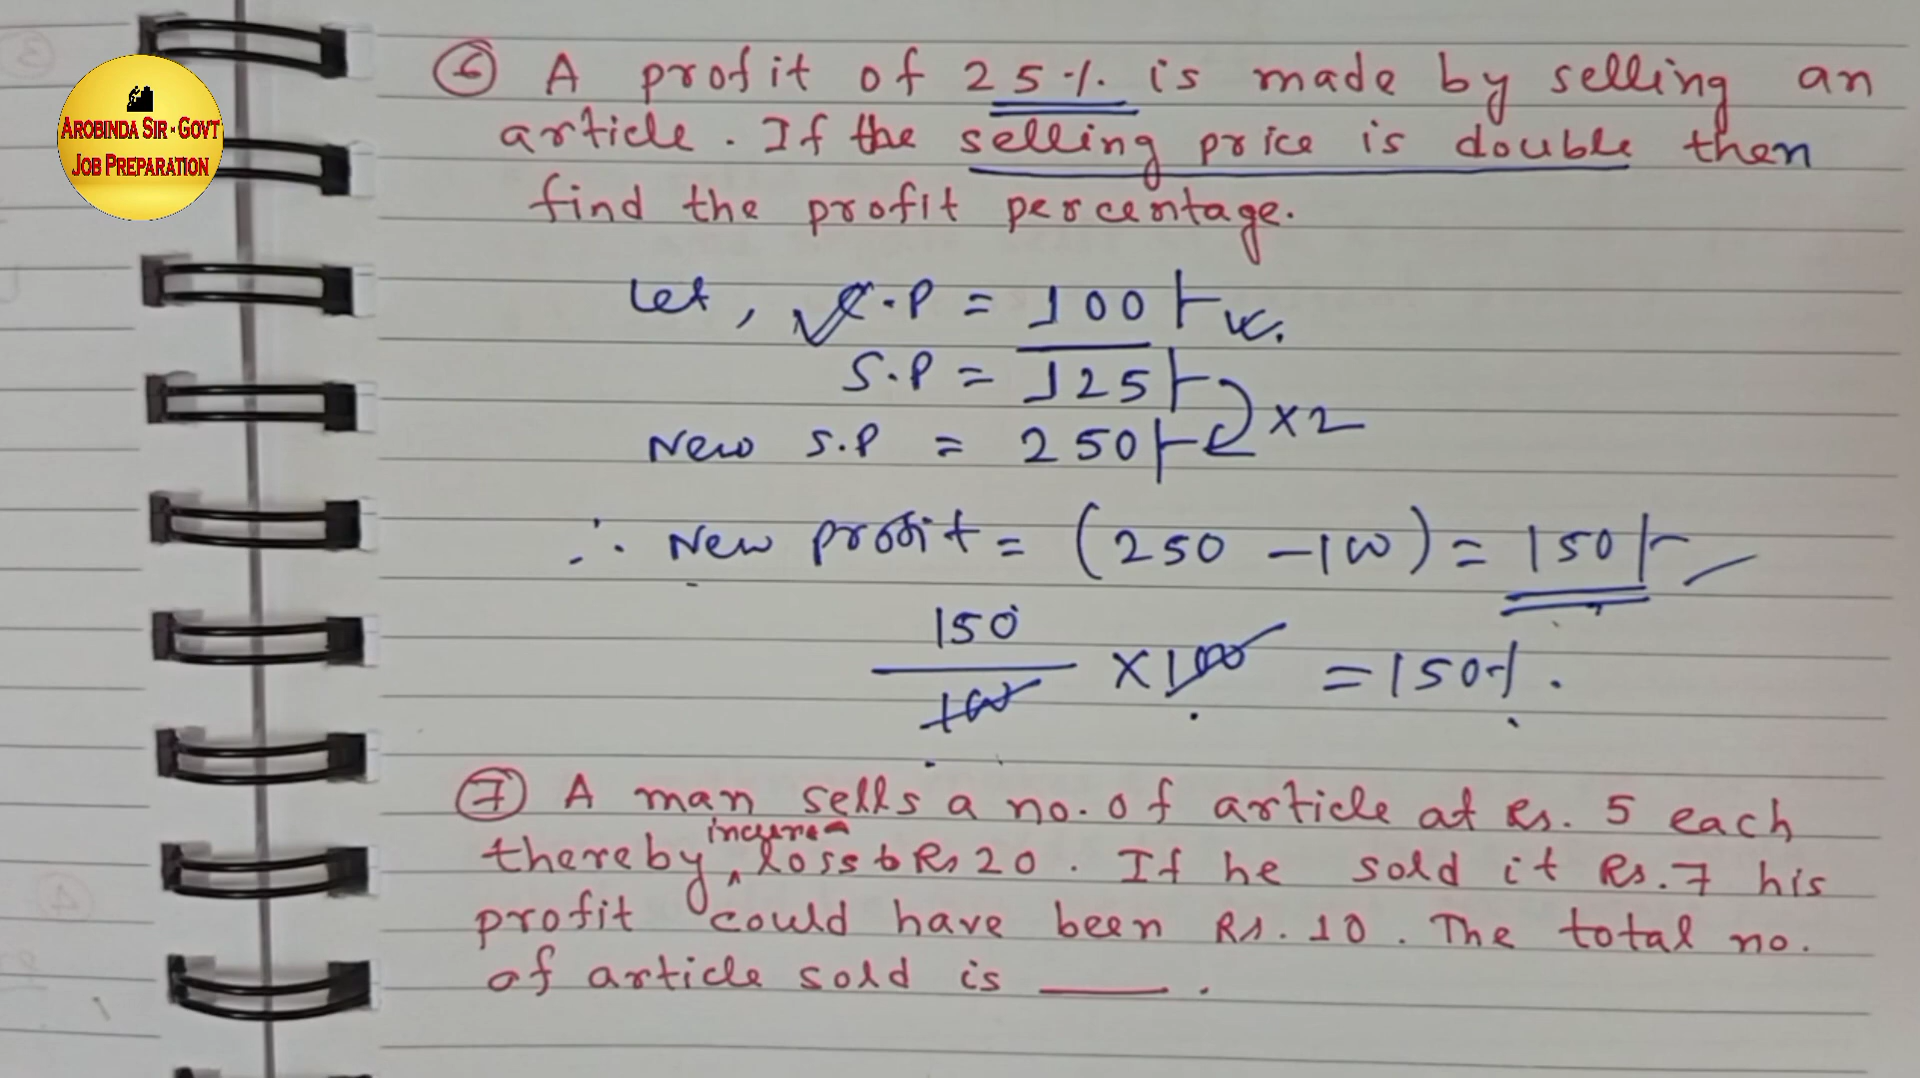 AROBINDA SIR - GOVT
JOB PREPARATION
⑥ A profit of 25%. is made by selling an
article. If the selling price is double then
find the profit percentage.
Let, C.P = 100
S.P = 125
×2
New S.P = 250
∴ New profit = (250 - 100) = 150
150
/100 × 100 = 150%.
⑦ A man sells a no. of article at Rs. 5 each
incurs a
thereby ^ loss Rs 20. If he sold it Rs. 7 his
profit could have been Rs. 10. The total no.
of article sold is ____.